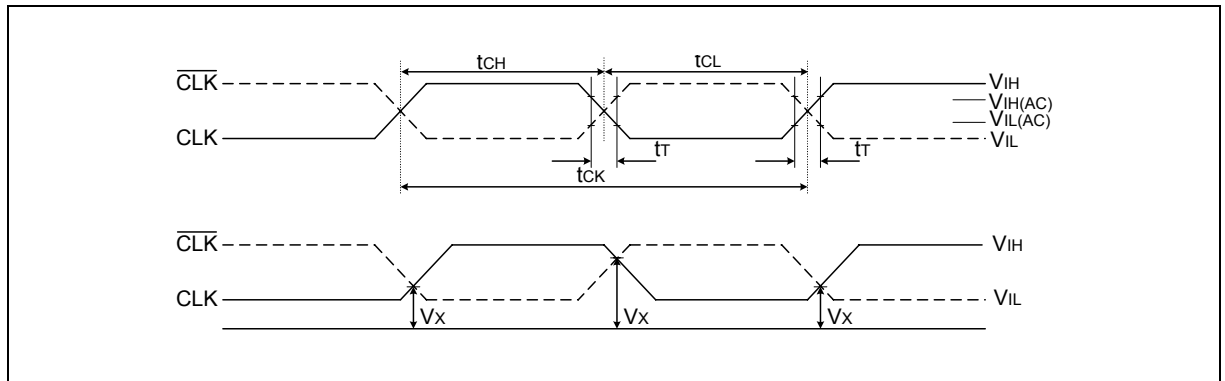 tCH tCL
CLK VIH
VIH(AC)
VIL(AC)
CLK VIL
tT tT
tCK
CLK VIH
CLK VIL
VX VX VX